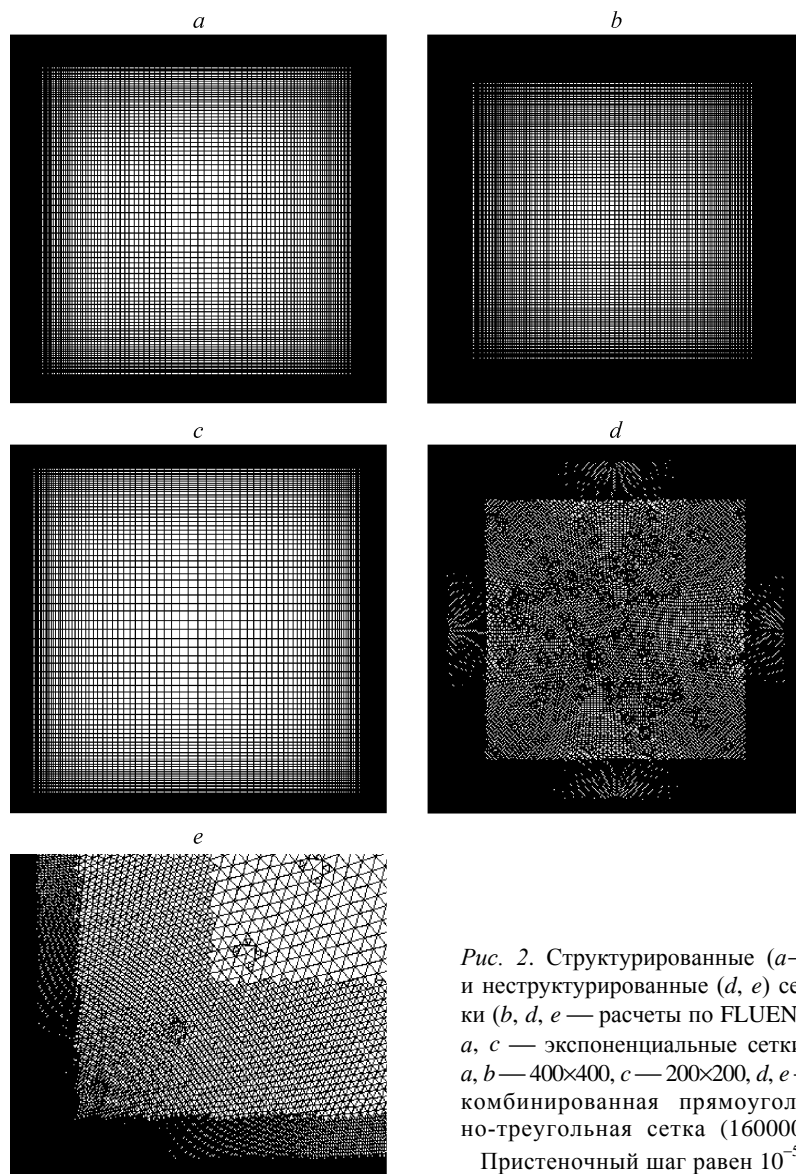 a
b
c
d
e
Рис. 2. Структурированные (a–
и неструктурированные (d, e) се
ки (b, d, e — расчеты по FLUEN
a, c — экспоненциальные сетки
a, b — 400×400, c — 200×200, d, e -
комбинированная прямоугол
но-треугольная сетка (160000
Пристеночный шаг равен 10⁻⁵